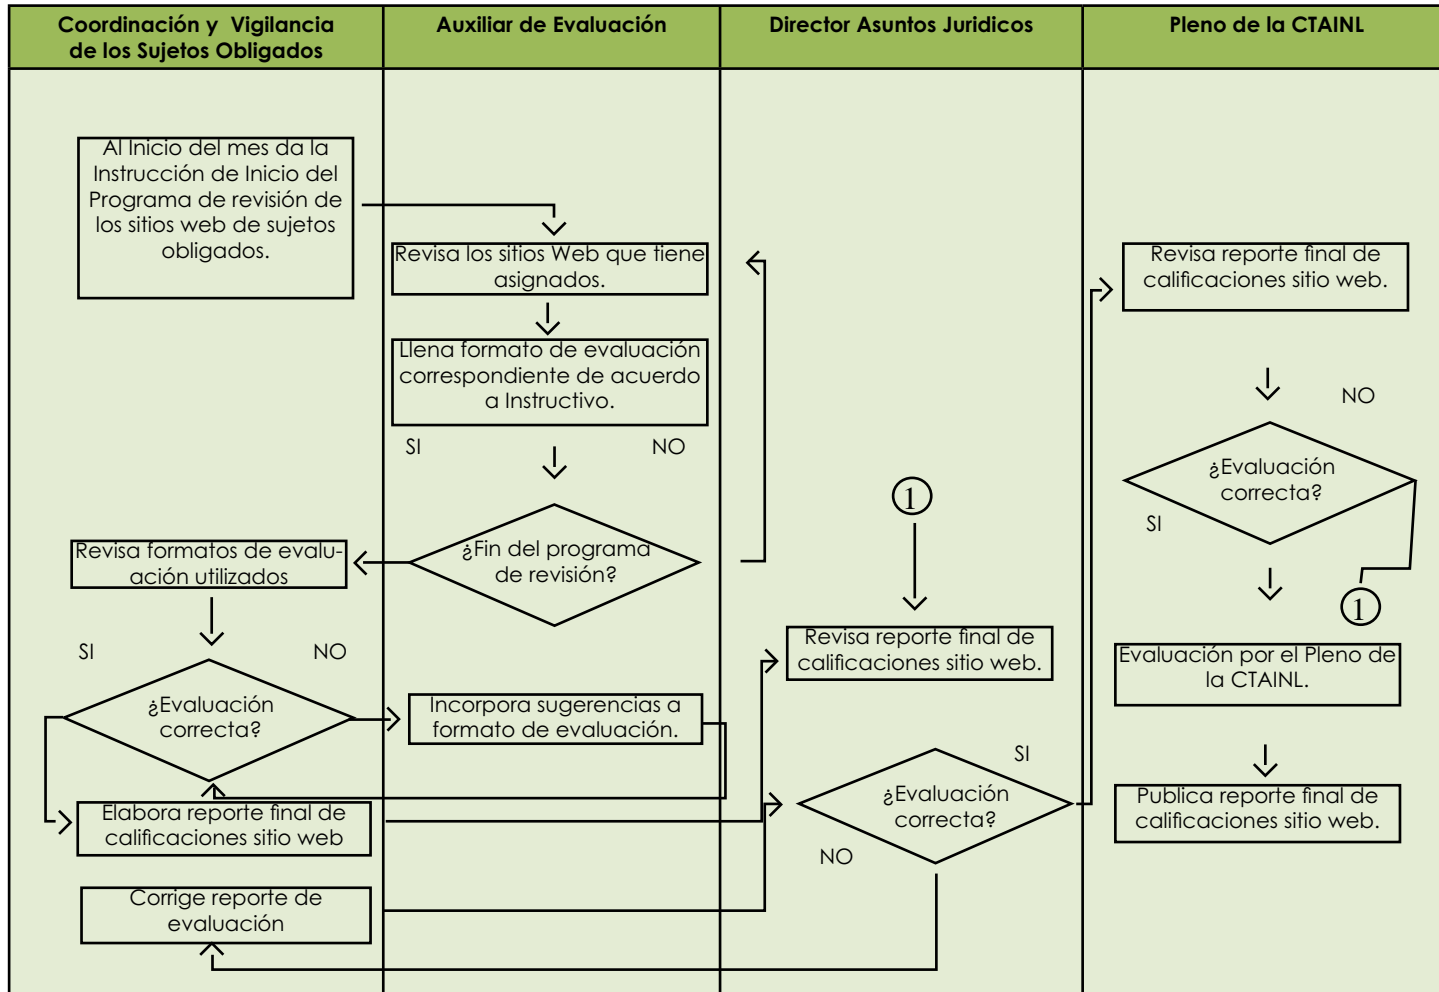 Coordinación y Vigilancia
de los Sujetos Obligados
Auxiliar de Evaluación
Director Asuntos Juridicos
Pleno de la CTAINL
Al Inicio del mes da la
Instrucción de Inicio del
Programa de revisión de
los sitios web de sujetos
obligados.
Revisa los sitios Web que tiene
asignados.
Llena formato de evaluación
correspondiente de acuerdo
a Instructivo.
SI
NO
¿Fin del programa
de revisión?
Revisa formatos de evalu-
ación utilizados
SI
NO
¿Evaluación
correcta?
Incorpora sugerencias a
formato de evaluación.
Elabora reporte final de
calificaciones sitio web
Corrige reporte de
evaluación
1
Revisa reporte final de
calificaciones sitio web.
SI
¿Evaluación
correcta?
NO
Revisa reporte final de
calificaciones sitio web.
NO
¿Evaluación
correcta?
SI
1
Evaluación por el Pleno de
la CTAINL.
Publica reporte final de
calificaciones sitio web.